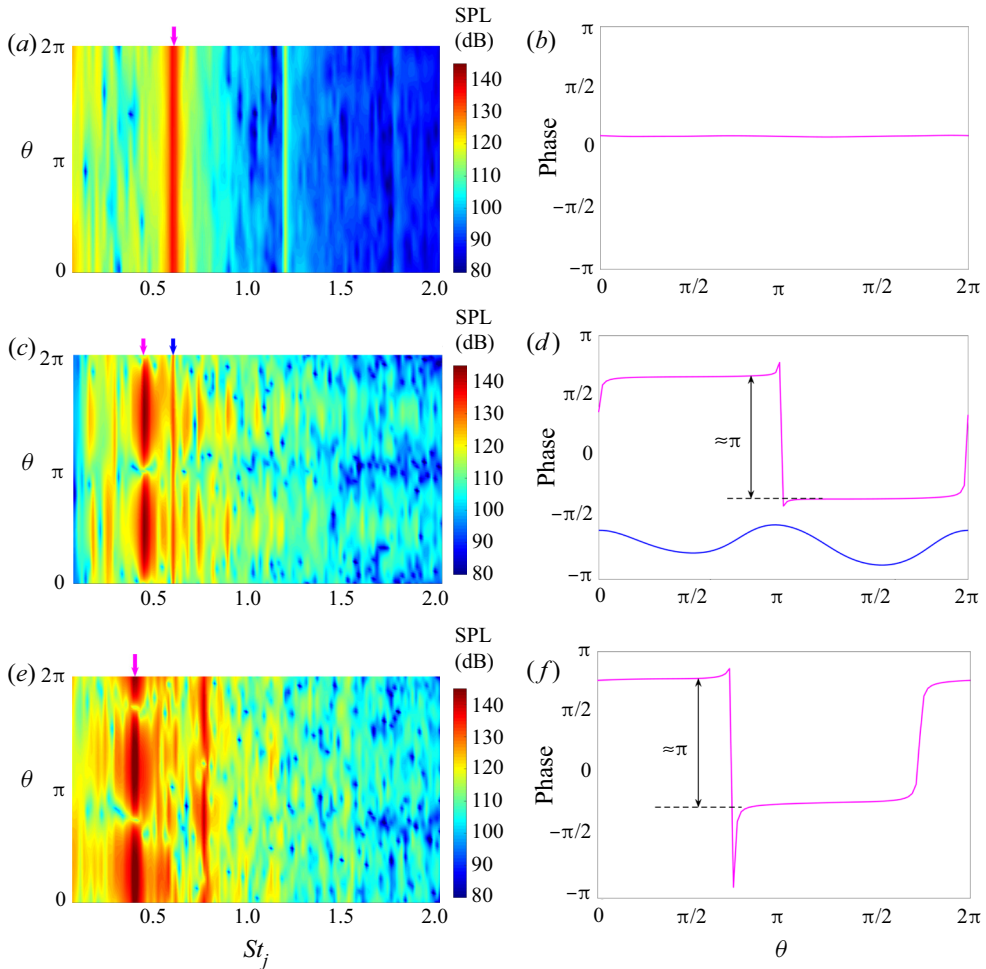 (a)
SPL
(dB)
2π
θ
π
0
140
130
120
110
100
90
80
0.5
1.0
1.5
2.0
(b)
Phase
π
π/2
0
−π/2
−π
0
π/2
π
π/2
2π
(c)
SPL
(dB)
2π
θ
π
0
140
130
120
110
100
90
80
0.5
1.0
1.5
2.0
(d)
Phase
π
π/2
0
−π/2
−π
≈π
0
π/2
π
π/2
2π
(e)
SPL
(dB)
2π
θ
π
0
140
130
120
110
100
90
80
0.5
1.0
1.5
2.0
St_j
(f)
Phase
π
π/2
0
−π/2
−π
≈π
0
π/2
π
π/2
2π
θ